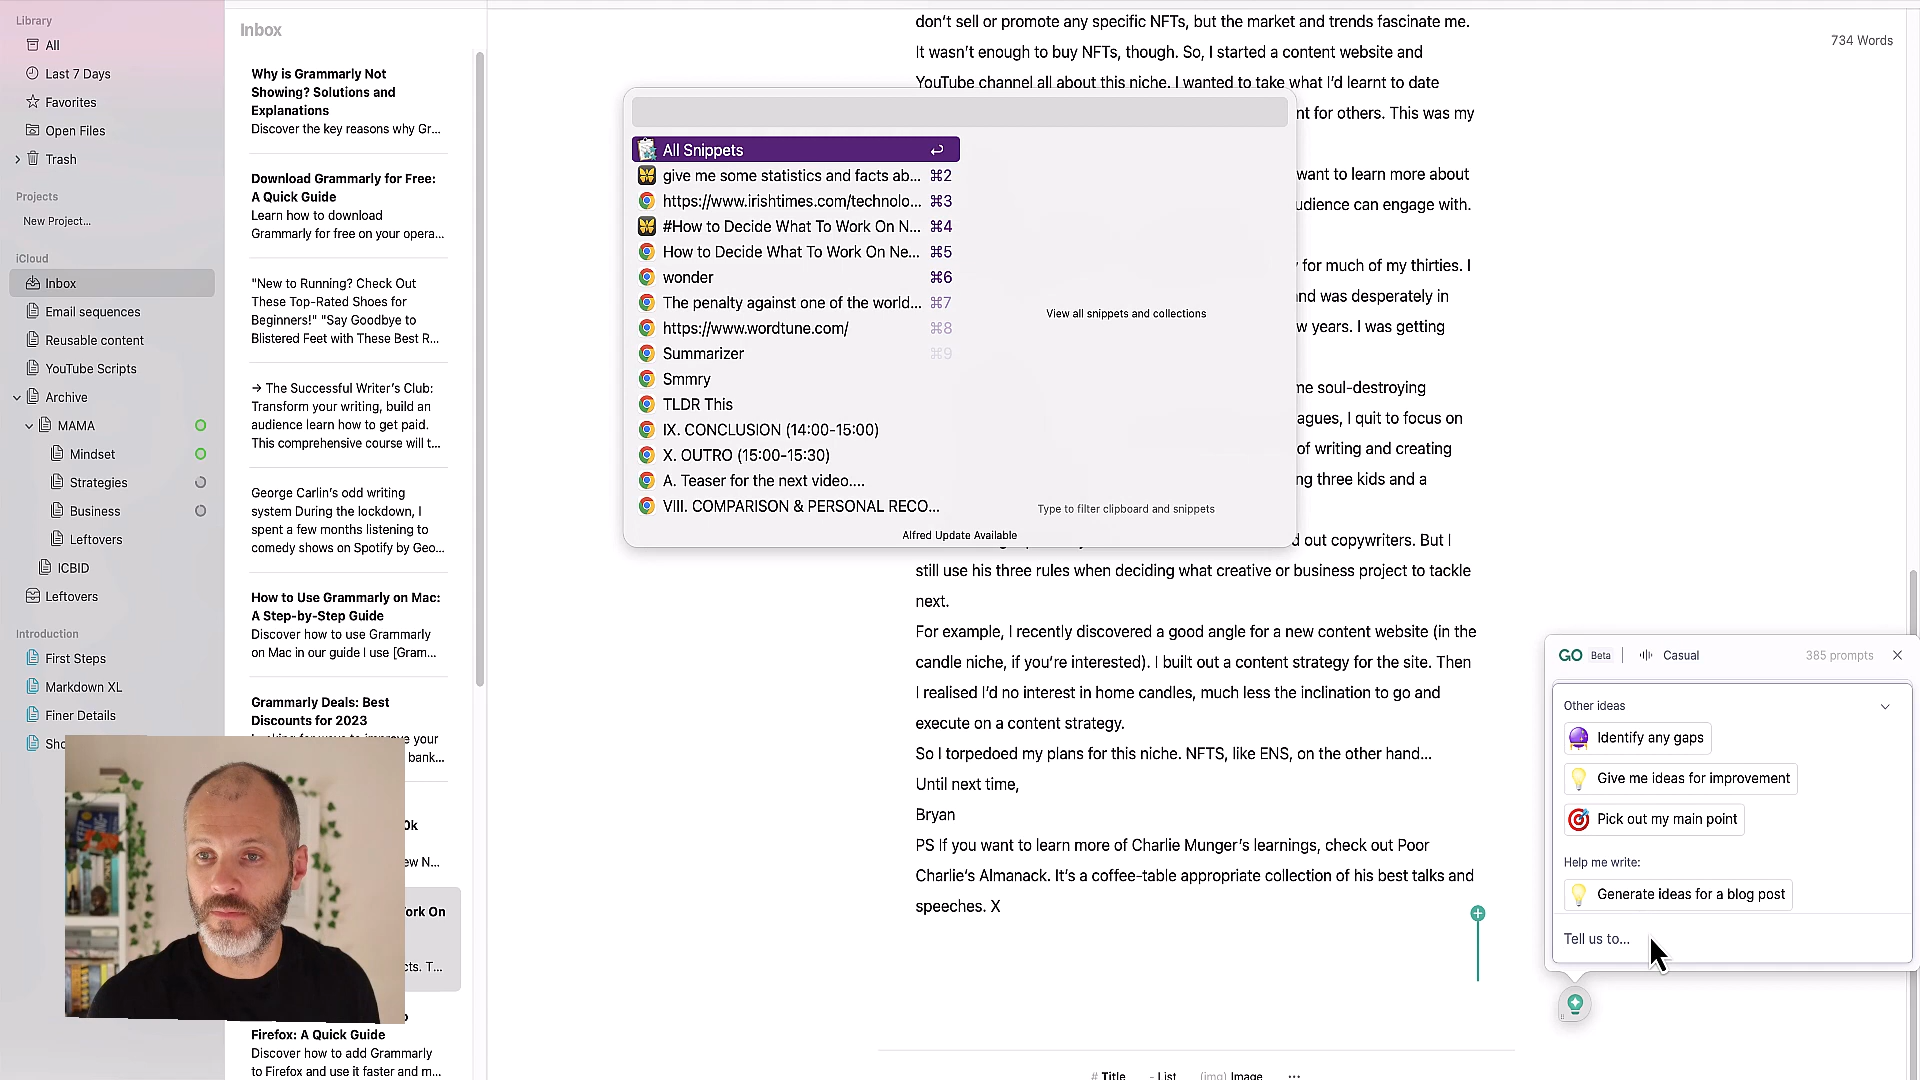 Library
All
Last 7 Days
Favorites
Open Files
Trash
Projects
New Project...
iCloud
Inbox
Email sequences
Reusable content
YouTube Scripts
Archive
MAMA
Mindset
Strategies
Business
Leftovers
ICBID
Leftovers
Introduction
First Steps
Markdown XL
Finer Details
Sho
Inbox
Why is Grammarly Not
Showing? Solutions and
Explanations
Discover the key reasons why Gr...
Download Grammarly for Free:
A Quick Guide
Learn how to download
Grammarly for free on your opera...
"New to Running? Check Out
These Top-Rated Shoes for
Beginners!" "Say Goodbye to
Blistered Feet with These Best R...
→ The Successful Writer's Club:
Transform your writing, build an
audience learn how to get paid.
This comprehensive course will t...
George Carlin's odd writing
system During the lockdown, I
spent a few months listening to
comedy shows on Spotify by Geo...
How to Use Grammarly on Mac:
A Step-by-Step Guide
Discover how to use Grammarly
on Mac in our guide I use [Gram...
Grammarly Deals: Best
Discounts for 2023
Looking for ways to improve your
bank...
0k
ew N...
ork On
cts. T...
Firefox: A Quick Guide
Discover how to add Grammarly
to Firefox and use it faster and m...
don't sell or promote any specific NFTs, but the market and trends fascinate me.
It wasn't enough to buy NFTs, though. So, I started a content website and
YouTube channel all about this niche. I wanted to take what I'd learnt to date
nt for others. This was my
want to learn more about
udience can engage with.
for much of my thirties. I
nd was desperately in
w years. I was getting
ne soul-destroying
agues, I quit to focus on
of writing and creating
ng three kids and a
d out copywriters. But I
still use his three rules when deciding what creative or business project to tackle
next.
For example, I recently discovered a good angle for a new content website (in the
candle niche, if you're interested). I built out a content strategy for the site. Then
I realised I'd no interest in home candles, much less the inclination to go and
execute on a content strategy.
So I torpedoed my plans for this niche. NFTS, like ENS, on the other hand...
Until next time,
Bryan
PS If you want to learn more of Charlie Munger's learnings, check out Poor
Charlie's Almanack. It's a coffee-table appropriate collection of his best talks and
speeches. X
# Title - List (img) Image ...
734 Words
All Snippets
give me some statistics and facts ab... ⌘2
https://www.irishtimes.com/technolo... ⌘3
#How to Decide What To Work On N... ⌘4
How to Decide What To Work On Ne... ⌘5
wonder ⌘6
The penalty against one of the world... ⌘7
https://www.wordtune.com/ ⌘8
Summarizer ⌘9
Smmry
TLDR This
IX. CONCLUSION (14:00-15:00)
X. OUTRO (15:00-15:30)
A. Teaser for the next video....
VIII. COMPARISON & PERSONAL RECO...
View all snippets and collections
Type to filter clipboard and snippets
Alfred Update Available
GO Beta Casual 385 prompts
Other ideas
Identify any gaps
Give me ideas for improvement
Pick out my main point
Help me write:
Generate ideas for a blog post
Tell us to...